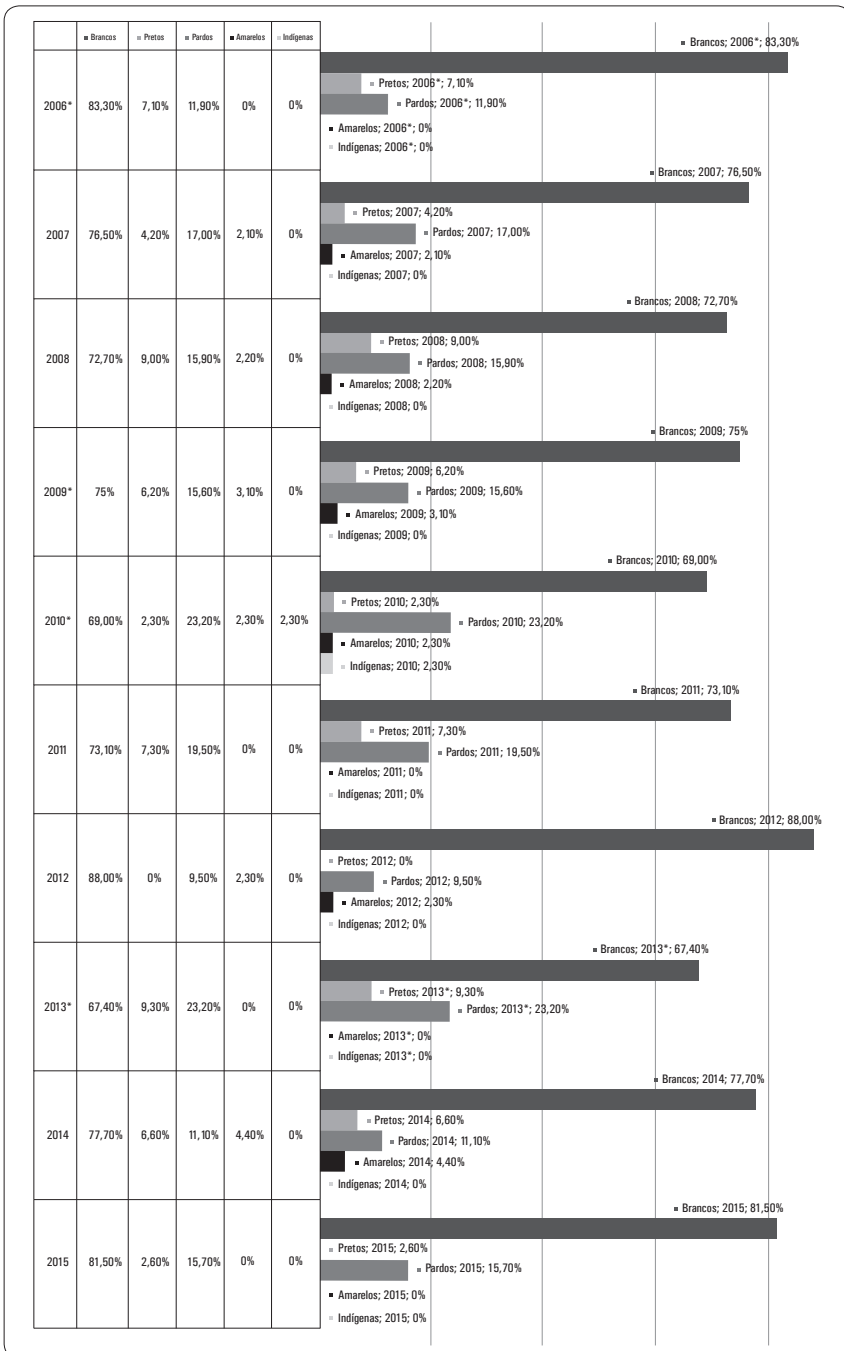 Brancos Pretos Pardos Amarelos Indígenas
Brancos; 2006*; 83,30%
Pretos; 2006*; 7,10%
2006* 83,30% 7,10% 11,90% 0% 0%
Pardos; 2006*; 11,90%
Amarelos; 2006*; 0%
Indígenas; 2006*; 0%
Brancos; 2007; 76,50%
Pretos; 2007; 4,20%
2007 76,50% 4,20% 17,00% 2,10% 0%
Pardos; 2007; 17,00%
Amarelos; 2007; 2,10%
Indígenas; 2007; 0%
Brancos; 2008; 72,70%
Pretos; 2008; 9,00%
2008 72,70% 9,00% 15,90% 2,20% 0%
Pardos; 2008; 15,90%
Amarelos; 2008; 2,20%
Indígenas; 2008; 0%
Brancos; 2009; 75%
Pretos; 2009; 6,20%
2009* 75% 6,20% 15,60% 3,10% 0%
Pardos; 2009; 15,60%
Amarelos; 2009; 3,10%
Indígenas; 2009; 0%
Brancos; 2010; 69,00%
Pretos; 2010; 2,30%
2010* 69,00% 2,30% 23,20% 2,30% 2,30%
Pardos; 2010; 23,20%
Amarelos; 2010; 2,30%
Indígenas; 2010; 2,30%
Brancos; 2011; 73,10%
Pretos; 2011; 7,30%
2011 73,10% 7,30% 19,50% 0% 0%
Pardos; 2011; 19,50%
Amarelos; 2011; 0%
Indígenas; 2011; 0%
Brancos; 2012; 88,00%
Pretos; 2012; 0%
2012 88,00% 0% 9,50% 2,30% 0%
Pardos; 2012; 9,50%
Amarelos; 2012; 2,30%
Indígenas; 2012; 0%
Brancos; 2013*; 67,40%
Pretos; 2013*; 9,30%
2013* 67,40% 9,30% 23,20% 0% 0%
Pardos; 2013*; 23,20%
Amarelos; 2013*; 0%
Indígenas; 2013*; 0%
Brancos; 2014; 77,70%
Pretos; 2014; 6,60%
2014 77,70% 6,60% 11,10% 4,40% 0%
Pardos; 2014; 11,10%
Amarelos; 2014; 4,40%
Indígenas; 2014; 0%
Brancos; 2015; 81,50%
Pretos; 2015; 2,60%
2015 81,50% 2,60% 15,70% 0% 0%
Pardos; 2015; 15,70%
Amarelos; 2015; 0%
Indígenas; 2015; 0%